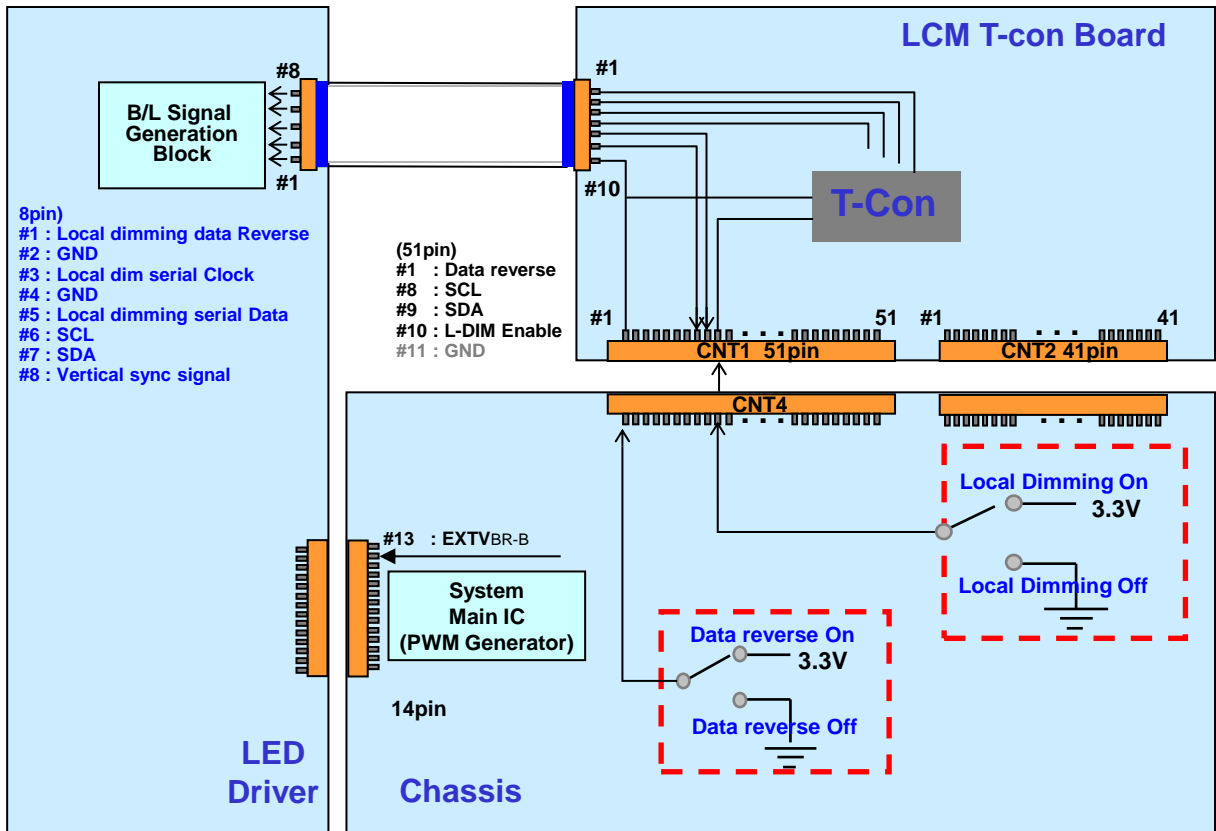 LCM T-con Board
#8
#1
B/L Signal
Generation
Block
#1
#10
T-Con
8pin)
#1 : Local dimming data Reverse
#2 : GND
#3 : Local dim serial Clock
#4 : GND
#5 : Local dimming serial Data
#6 : SCL
#7 : SDA
#8 : Vertical sync signal
(51pin)
#1 : Data reverse
#8 : SCL
#9 : SDA
#10 : L-DIM Enable
#11 : GND
#1
51
#1
41
CNT1 51pin
CNT2 41pin
CNT4
Local Dimming On
3.3V
Local Dimming Off
#13 : EXTVBR-B
System
Main IC
(PWM Generator)
Data reverse On
3.3V
Data reverse Off
14pin
LED
Driver
Chassis